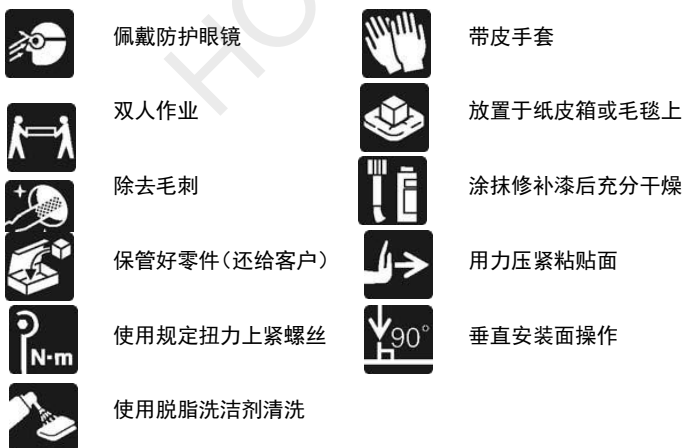 佩戴防护眼镜
带皮手套
双人作业
放置于纸皮箱或毛毯上
除去毛刺
涂抹修补漆后充分干燥
保管好零件(还给客户)
用力压紧粘贴面
N·m
使用规定扭力上紧螺丝
90°
垂直安装面操作
使用脱脂洗洁剂清洗
HO